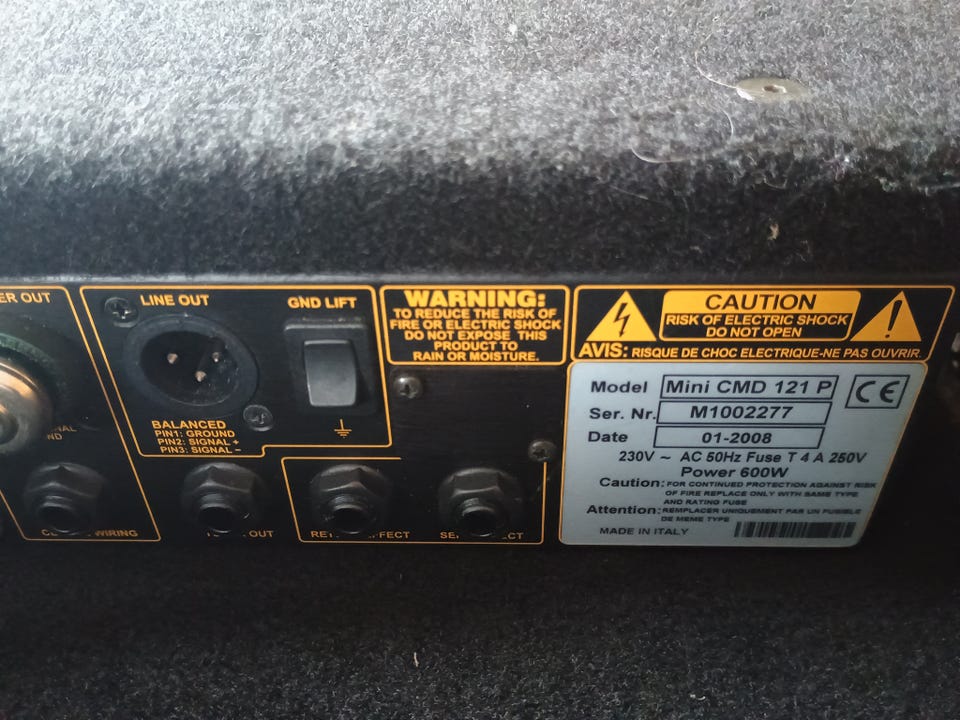 ER OUT
LINE OUT
GND LIFT
BALANCED
PIN1: GROUND
PIN2: SIGNAL +
PIN3: SIGNAL -
WIRING
OUT
WARNING:
TO REDUCE THE RISK OF
FIRE OR ELECTRIC SHOCK
DO NOT EXPOSE THIS
PRODUCT TO
RAIN OR MOISTURE.
CAUTION
RISK OF ELECTRIC SHOCK
DO NOT OPEN
AVIS: RISQUE DE CHOC ELECTRIQUE-NE PAS OUVRIR.
Model Mini CMD 121 P CE
Ser. Nr. M1002277
Date 01-2008
230V ~ AC 50Hz Fuse T 4 A 250V
Power 600W
Caution: FOR CONTINUED PROTECTION AGAINST RISK
OF FIRE REPLACE ONLY WITH SAME TYPE
AND RATING FUSE
Attention: REMPLACER UNIQUEMENT PAR UN FUSIBLE
DE MEME TYPE
MADE IN ITALY